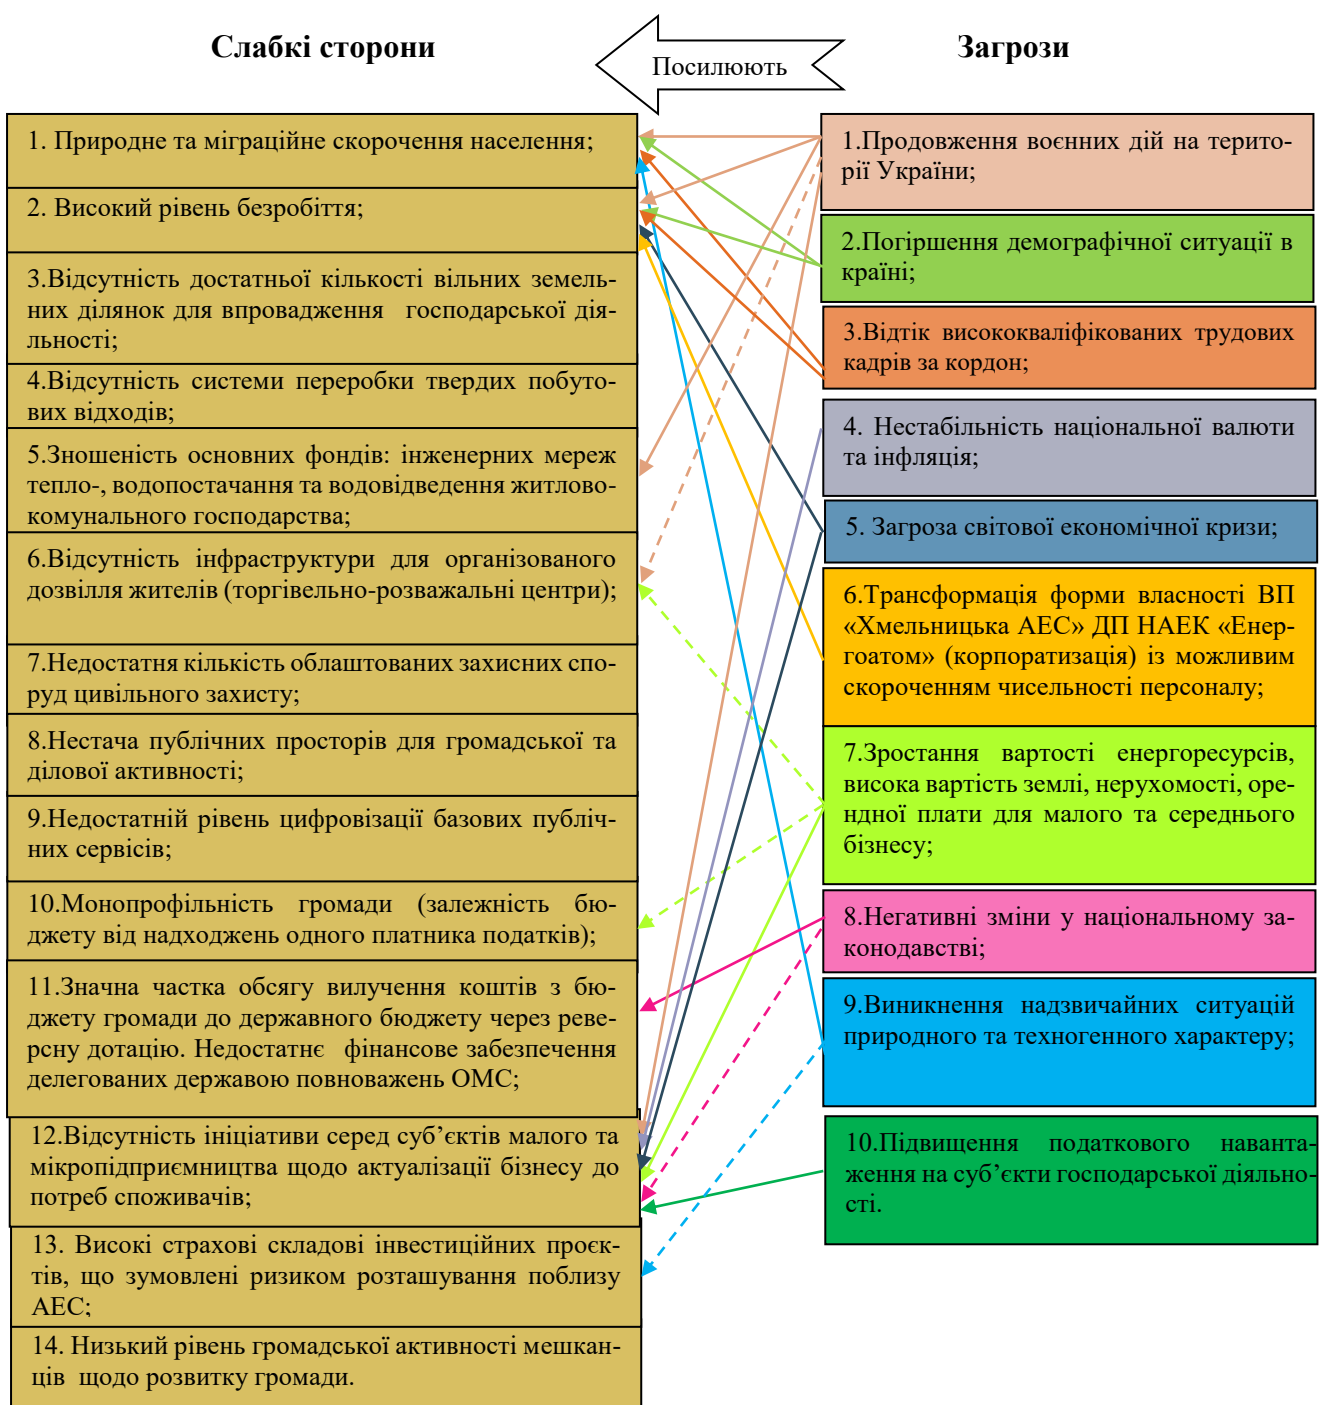 Слабкі сторони
Посилюють
Загрози
1. Природне та міграційне скорочення населення;
2. Високий рівень безробіття;
3.Відсутність достатньої кількості вільних земель-
них ділянок для впровадження господарської ді-
яльності;
4.Відсутність системи переробки твердих побуто-
вих відходів;
5.Зношеність основних фондів: інженерних мереж
тепло-, водопостачання та водовідведення житлово-
комунального господарства;
6.Відсутність інфраструктури для організованого
дозвілля жителів (торгівельно-розважальні центри);
7.Недостатня кількість облаштованих захисних спо-
руд цивільного захисту;
8.Нестача публічних просторів для громадської та
ділової активності;
9.Недостатній рівень цифровізації базових публіч-
них сервісів;
10.Монопрофільність громади (залежність бю-
джету від надходжень одного платника податків);
11.Значна частка обсягу вилучення коштів з бю-
джету громади до державного бюджету через реве-
рсну дотацію. Недостатнє фінансове забезпечення
делегованих державою повноважень ОМС;
12.Відсутність ініціативи серед суб’єктів малого та
мікропідприємництва щодо актуалізації бізнесу до
потреб споживачів;
13. Високі страхові складові інвестиційних проєк-
тів, що зумовлені ризиком розташування поблизу
АЕС;
14. Низький рівень громадської активності мешкан-
ців щодо розвитку громади.
1.Продовження воєнних дій на терито-
рії України;
2.Погіршення демографічної ситуації в
країні;
3.Відтік висококваліфікованих трудових
кадрів за кордон;
4. Нестабільність національної валюти
та інфляція;
5. Загроза світової економічної кризи;
6.Трансформація форми власності ВП
«Хмельницька АЕС» ДП НАЕК «Енер-
гоатом» (корпоратизація) із можливим
скороченням чисельності персоналу;
7.Зростання вартості енергоресурсів,
висока вартість землі, нерухомості, оре-
ндної плати для малого та середнього
бізнесу;
8.Негативні зміни у національному за-
конодавстві;
9.Виникнення надзвичайних ситуацій
природного та техногенного характеру;
10.Підвищення податкового наванта-
ження на суб’єкти господарської діяльно-
сті.